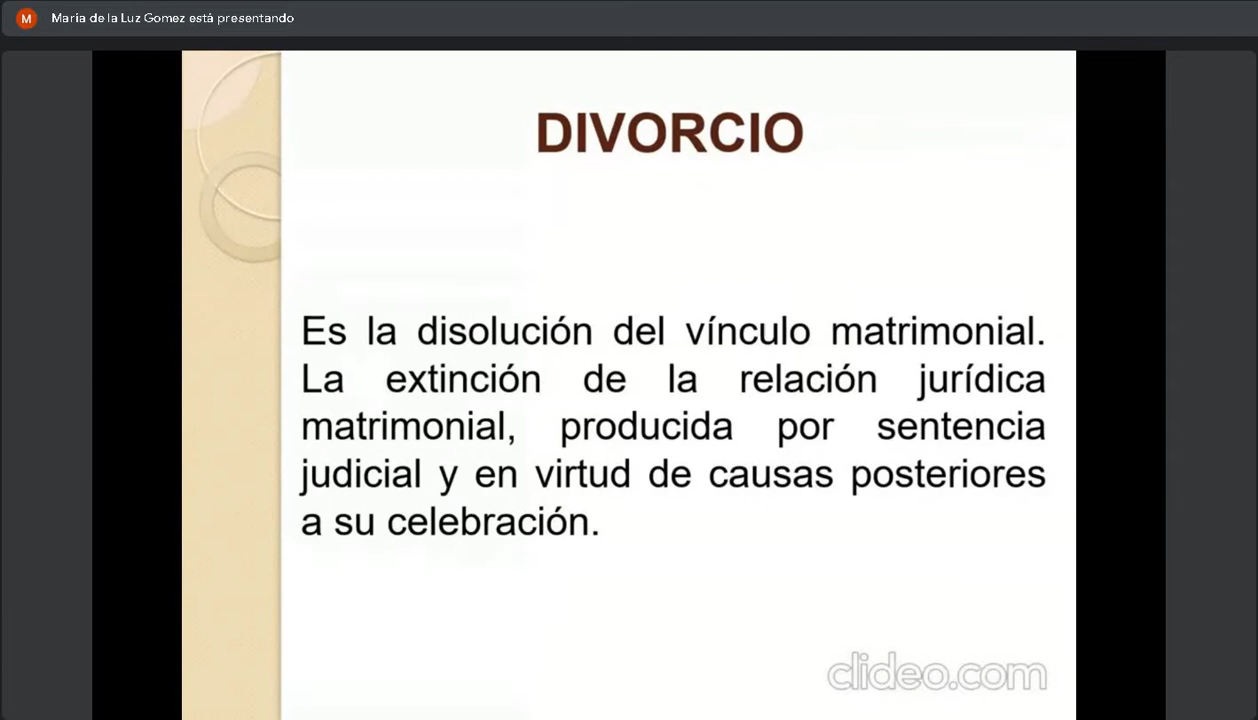 M
María de la Luz Gomez está presentando
DIVORCIO
Es la disolución del vínculo matrimonial.
La extinción de la relación jurídica
matrimonial, producida por sentencia
judicial y en virtud de causas posteriores
a su celebración.
clideo.com